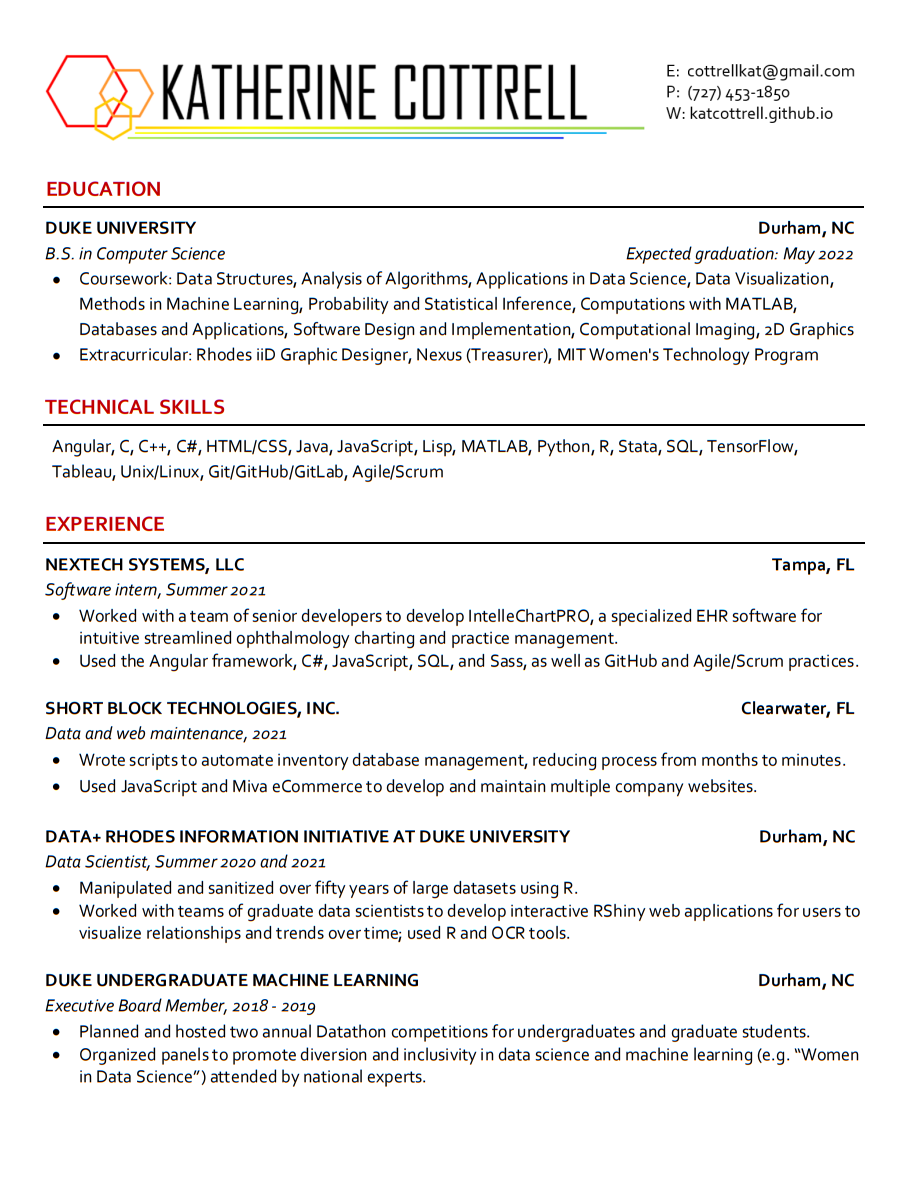 KATHERINE COTTRELL
E: cottrellkat@gmail.com
P: (727) 453-1850
W: katcottrell.github.io
EDUCATION
DUKE UNIVERSITY Durham, NC
B.S. in Computer Science Expected graduation: May 2022
• Coursework: Data Structures, Analysis of Algorithms, Applications in Data Science, Data Visualization,
Methods in Machine Learning, Probability and Statistical Inference, Computations with MATLAB,
Databases and Applications, Software Design and Implementation, Computational Imaging, 2D Graphics
• Extracurricular: Rhodes iiD Graphic Designer, Nexus (Treasurer), MIT Women's Technology Program
TECHNICAL SKILLS
Angular, C, C++, C#, HTML/CSS, Java, JavaScript, Lisp, MATLAB, Python, R, Stata, SQL, TensorFlow,
Tableau, Unix/Linux, Git/GitHub/GitLab, Agile/Scrum
EXPERIENCE
NEXTECH SYSTEMS, LLC Tampa, FL
Software intern, Summer 2021
• Worked with a team of senior developers to develop IntelleChartPRO, a specialized EHR software for
intuitive streamlined ophthalmology charting and practice management.
• Used the Angular framework, C#, JavaScript, SQL, and Sass, as well as GitHub and Agile/Scrum practices.
SHORT BLOCK TECHNOLOGIES, INC. Clearwater, FL
Data and web maintenance, 2021
• Wrote scripts to automate inventory database management, reducing process from months to minutes.
• Used JavaScript and Miva eCommerce to develop and maintain multiple company websites.
DATA+ RHODES INFORMATION INITIATIVE AT DUKE UNIVERSITY Durham, NC
Data Scientist, Summer 2020 and 2021
• Manipulated and sanitized over fifty years of large datasets using R.
• Worked with teams of graduate data scientists to develop interactive RShiny web applications for users to
visualize relationships and trends over time; used R and OCR tools.
DUKE UNDERGRADUATE MACHINE LEARNING Durham, NC
Executive Board Member, 2018 - 2019
• Planned and hosted two annual Datathon competitions for undergraduates and graduate students.
• Organized panels to promote diversion and inclusivity in data science and machine learning (e.g. “Women
in Data Science”) attended by national experts.